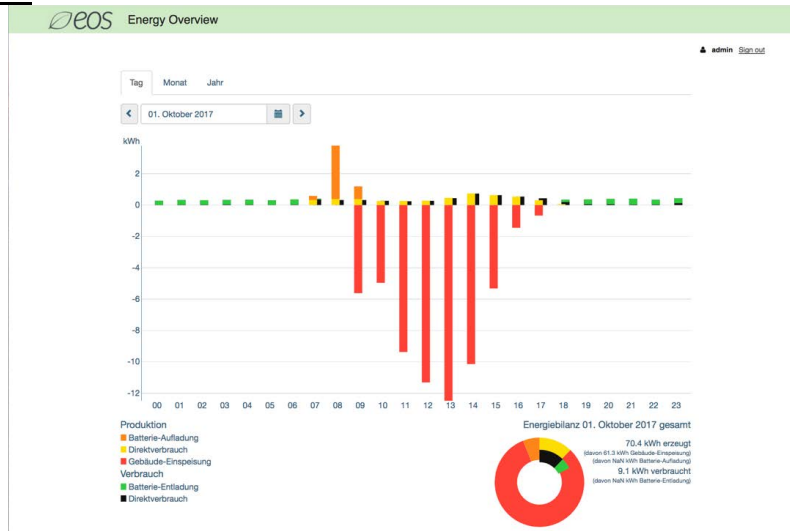 eos Energy Overview
admin Sign out
Tag Monat Jahr
01. Oktober 2017
kWh
2
0
-2
-4
-6
-8
-10
-12
00 01 02 03 04 05 06 07 08 09 10 11 12 13 14 15 16 17 18 19 20 21 22 23
Produktion
Batterie-Aufladung
Direktverbrauch
Gebäude-Einspeisung
Verbrauch
Batterie-Entladung
Direktverbrauch
Energiebilanz 01. Oktober 2017 gesamt
70.4 kWh erzeugt
(davon 61.3 kWh Gebäude-Einspeisung)
(davon NaN kWh Batterie-Aufladung)
9.1 kWh verbraucht
(davon NaN kWh Batterie-Entladung)